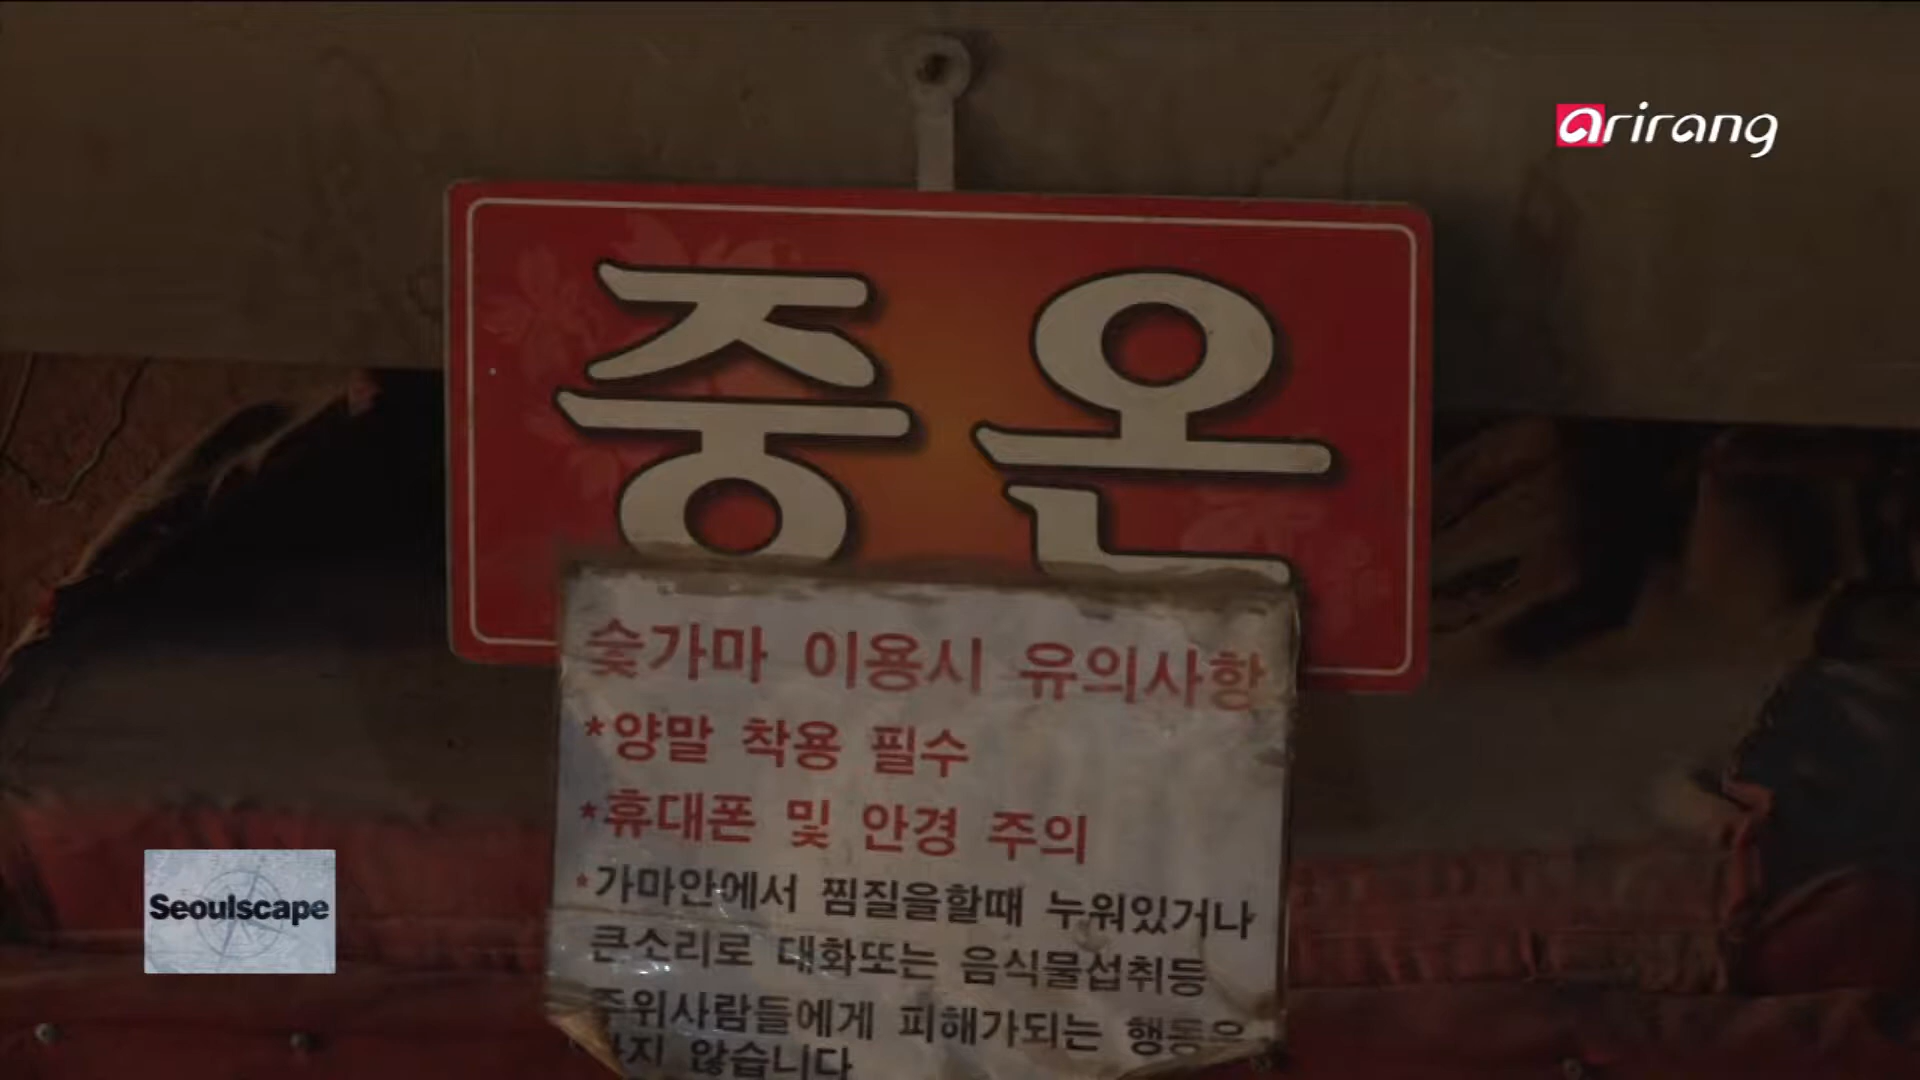 arirang
중온
숯가마 이용시 유의사항
*양말 착용 필수
*휴대폰 및 안경 주의
*가마안에서 찜질을할때 누워있거나
큰소리로 대화또는 음식물섭취등
주위사람들에게 피해가되는 행동은
하지 않습니다
Seoulscape